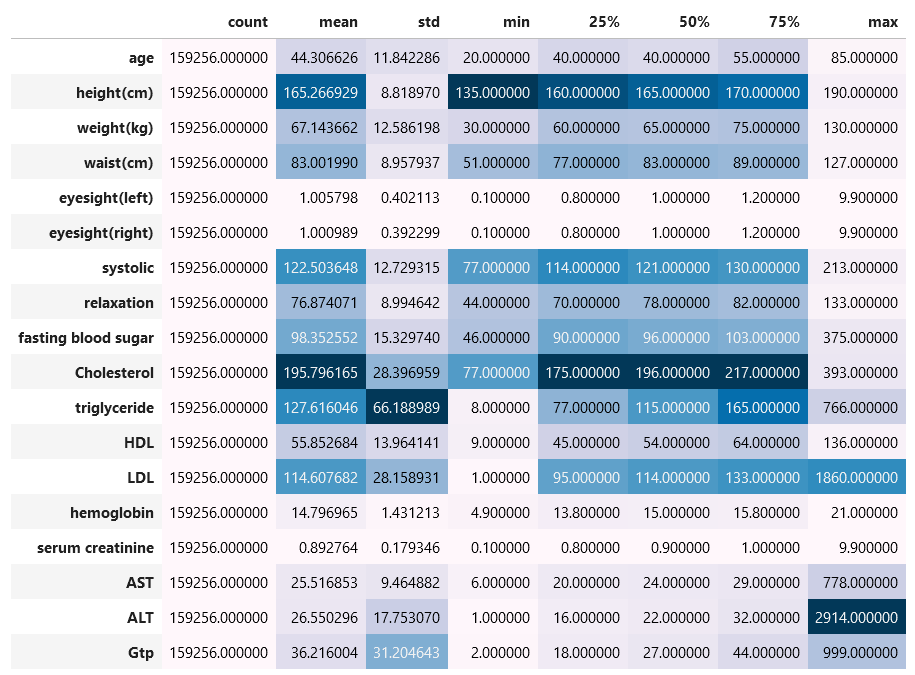 count mean std min 25% 50% 75% max
age 159256.000000 44.306626 11.842286 20.000000 40.000000 40.000000 55.000000 85.000000
height(cm) 159256.000000 165.266929 8.818970 135.000000 160.000000 165.000000 170.000000 190.000000
weight(kg) 159256.000000 67.143662 12.586198 30.000000 60.000000 65.000000 75.000000 130.000000
waist(cm) 159256.000000 83.001990 8.957937 51.000000 77.000000 83.000000 89.000000 127.000000
eyesight(left) 159256.000000 1.005798 0.402113 0.100000 0.800000 1.000000 1.200000 9.900000
eyesight(right) 159256.000000 1.000989 0.392299 0.100000 0.800000 1.000000 1.200000 9.900000
systolic 159256.000000 122.503648 12.729315 77.000000 114.000000 121.000000 130.000000 213.000000
relaxation 159256.000000 76.874071 8.994642 44.000000 70.000000 78.000000 82.000000 133.000000
fasting blood sugar 159256.000000 98.352552 15.329740 46.000000 90.000000 96.000000 103.000000 375.000000
Cholesterol 159256.000000 195.796165 28.396959 77.000000 175.000000 196.000000 217.000000 393.000000
triglyceride 159256.000000 127.616046 66.188989 8.000000 77.000000 115.000000 165.000000 766.000000
HDL 159256.000000 55.852684 13.964141 9.000000 45.000000 54.000000 64.000000 136.000000
LDL 159256.000000 114.607682 28.158931 1.000000 95.000000 114.000000 133.000000 1860.000000
hemoglobin 159256.000000 14.796965 1.431213 4.900000 13.800000 15.000000 15.800000 21.000000
serum creatinine 159256.000000 0.892764 0.179346 0.100000 0.800000 0.900000 1.000000 9.900000
AST 159256.000000 25.516853 9.464882 6.000000 20.000000 24.000000 29.000000 778.000000
ALT 159256.000000 26.550296 17.753070 1.000000 16.000000 22.000000 32.000000 2914.000000
Gtp 159256.000000 36.216004 31.204643 2.000000 18.000000 27.000000 44.000000 999.000000